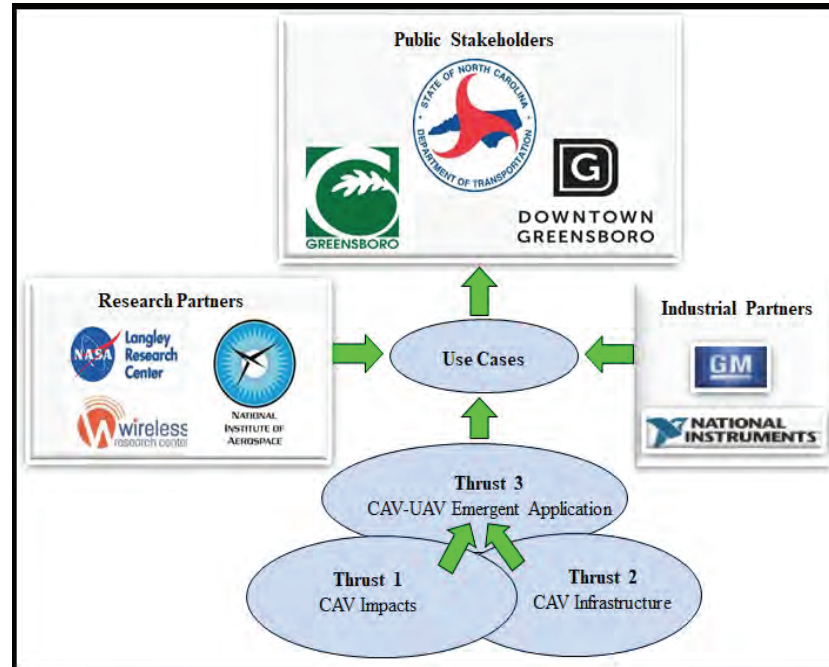 Public Stakeholders
STATE OF NORTH CAROLINA
DEPARTMENT OF TRANSPORTATION
GREENSBORO
G
DOWNTOWN
GREENSBORO
Research Partners
NASA
Langley
Research
Center
wireless
research center
NATIONAL
INSTITUTE OF
AEROSPACE
Use Cases
Industrial Partners
GM
NATIONAL
INSTRUMENTS
Thrust 3
CAV-UAV Emergent Application
Thrust 1
CAV Impacts
Thrust 2
CAV Infrastructure